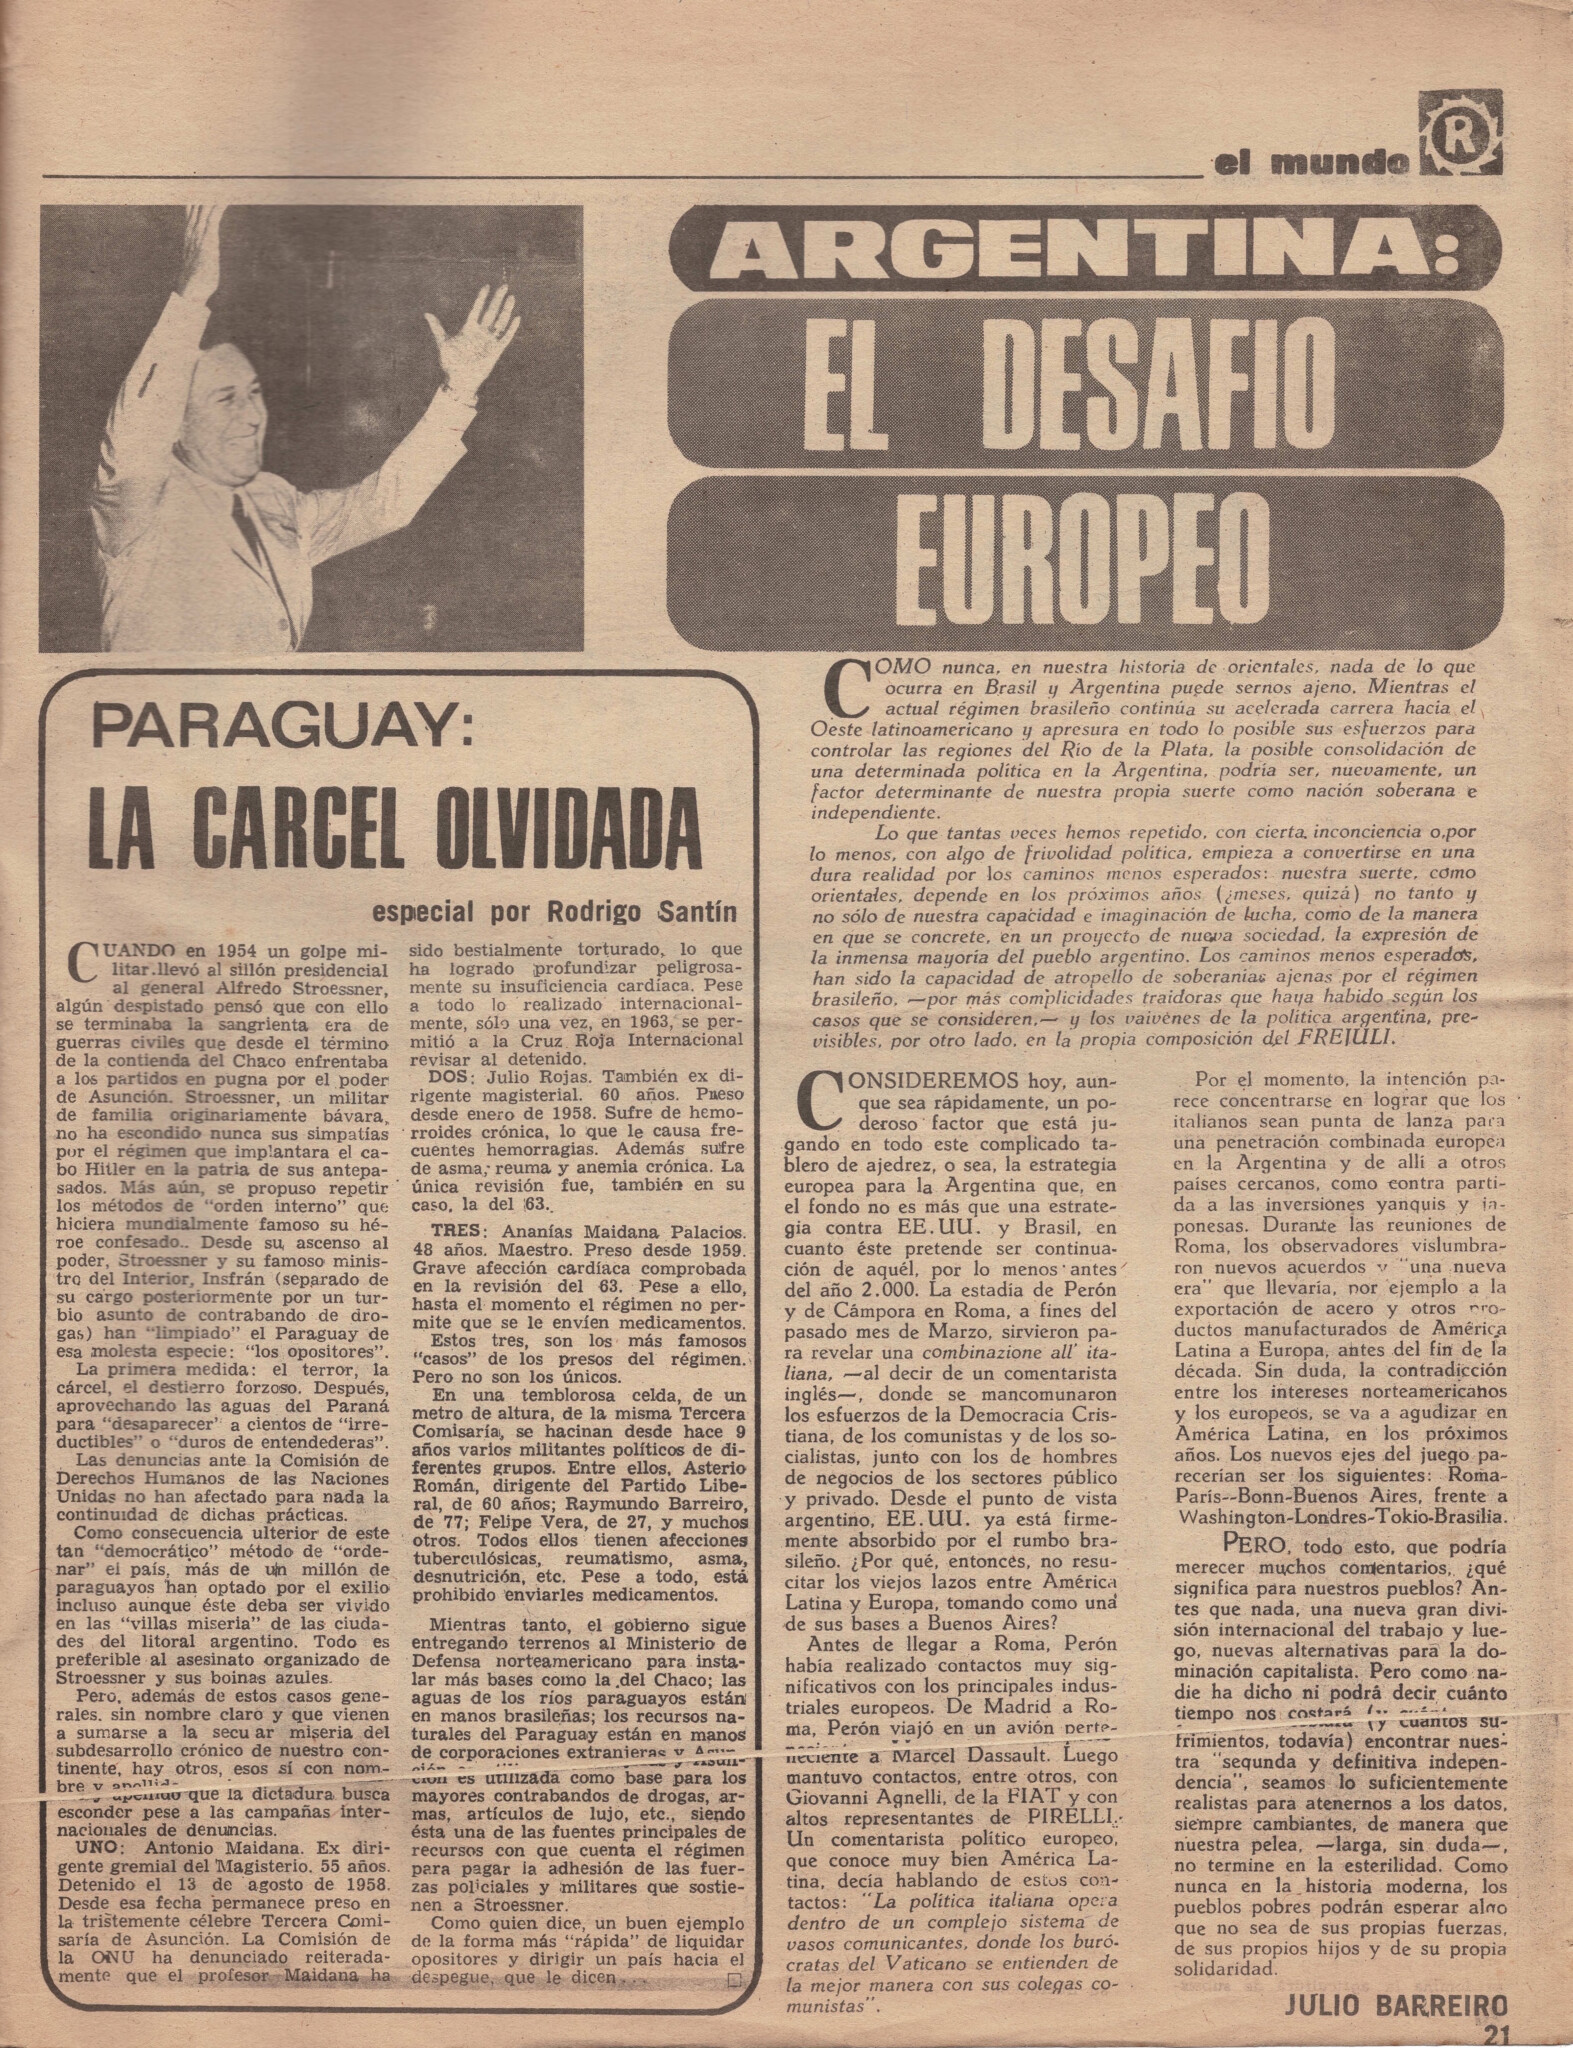 el mundo
R
ARGENTINA:
EL DESAFIO
EUROPEO
PARAGUAY:
LA CARCEL OLVIDADA
especial por Rodrigo Santín
CUANDO en 1954 un golpe mi-
litar llevó al sillón presidencial
al general Alfredo Stroessner,
algún despistado pensó que con ello
se terminaba la sangrienta era de
guerras civiles que desde el término
de la contienda del Chaco enfrentaba
a los partidos en pugna por el poder
de Asunción. Stroessner, un militar
de familia originariamente bávara,
no ha escondido nunca sus simpatías
por el régimen que implantara el ca-
bo Hitler en la patria de sus antepa-
sados. Más aún, se propuso repetir
los métodos de "orden interno" que
hiciera mundialmente famoso su hé-
roe confesado.. Desde su ascenso al
poder, Stroessner y su famoso minis-
tro del Interior, Insfrán (separado de
su cargo posteriormente por un tur-
bio asunto de contrabando de dro-
gas) han "limpiado" el Paraguay de
esa molesta especie: "los opositores".
La primera medida: el terror, la
cárcel, el destierro forzoso. Después,
aprovechando las aguas del Paraná
para "desaparecer" a cientos de "irre-
ductibles" o "duros de entendederas".
Las denuncias ante la Comisión de
Derechos Humanos de las Naciones
Unidas no han afectado para nada la
continuidad de dichas prácticas.
Como consecuencia ulterior de este
tan "democrático" método de "orde-
nar" el país, más de un millón de
paraguayos han optado por el exilio
incluso aunque éste deba ser vivido
en las "villas miseria" de las ciuda-
des del litoral argentino. Todo es
preferible al asesinato organizado de
Stroessner y sus boinas azules.
Pero, además de estos casos gene-
rales, sin nombre claro y que vienen
a sumarse a la secular miseria del
subdesarrollo crónico de nuestro con-
tinente, hay otros, esos sí con nom-
bre y apellido que la dictadura busca
esconder pese a las campañas inter-
nacionales de denuncias.
UNO: Antonio Maidana. Ex diri-
gente gremial del Magisterio. 55 años.
Detenido el 13 de agosto de 1958.
Desde esa fecha permanece preso en
la tristemente célebre Tercera Comi-
saría de Asunción. La Comisión de
la ONU ha denunciado reiterada-
mente que el profesor Maidana ha
sido bestialmente torturado, lo que
ha logrado profundizar peligrosa-
mente su insuficiencia cardíaca. Pese
a todo lo realizado internacional-
mente, sólo una vez, en 1963, se per-
mitió a la Cruz Roja Internacional
revisar al detenido.
DOS: Julio Rojas. También ex di-
rigente magisterial. 60 años. Preso
desde enero de 1958. Sufre de hemo-
rroides crónica, lo que le causa fre-
cuentes hemorragias. Además sufre
de asma, reuma y anemia crónica. La
única revisión fue, también en su
caso, la del 63.
TRES: Ananías Maidana Palacios.
48 años. Maestro. Preso desde 1959.
Grave afección cardíaca comprobada
en la revisión del 63. Pese a ello,
hasta el momento el régimen no per-
mite que se le envíen medicamentos.
Estos tres, son los más famosos
"casos" de los presos del régimen.
Pero no son los únicos.
En una temblorosa celda, de un
metro de altura, de la misma Tercera
Comisaría, se hacinan desde hace 9
años varios militantes políticos de di-
ferentes grupos. Entre ellos, Asterio
Román, dirigente del Partido Libe-
ral, de 60 años; Raymundo Barreiro,
de 77; Felipe Vera, de 27, y muchos
otros. Todos ellos tienen afecciones
tuberculósicas, reumatismo, asma,
desnutrición, etc. Pese a todo, está
prohibido enviarles medicamentos.
Mientras tanto, el gobierno sigue
entregando terrenos al Ministerio de
Defensa norteamericano para insta-
lar más bases como la del Chaco; las
aguas de los ríos paraguayos están
en manos brasileñas; los recursos na-
turales del Paraguay están en manos
de corporaciones extranjeras y Asun-
ción es utilizada como base para los
mayores contrabandos de drogas, ar-
mas, artículos de lujo, etc., siendo
ésta una de las fuentes principales de
recursos con que cuenta el régimen
para pagar la adhesión de las fuer-
zas policiales y militares que sostie-
nen a Stroessner.
Como quien dice, un buen ejemplo
de la forma más "rápida" de liquidar
opositores y dirigir un país hacia el
despegue, que le dicen...
COMO nunca, en nuestra historia de orientales, nada de lo que
ocurra en Brasil y Argentina puede sernos ajeno. Mientras el
actual régimen brasileño continúa su acelerada carrera hacia el
Oeste latinoamericano y apresura en todo lo posible sus esfuerzos para
controlar las regiones del Río de la Plata, la posible consolidación de
una determinada política en la Argentina, podría ser, nuevamente, un
factor determinante de nuestra propia suerte como nación soberana e
independiente.
Lo que tantas veces hemos repetido, con cierta inconciencia o por
lo menos, con algo de frivolidad política, empieza a convertirse en una
dura realidad por los caminos menos esperados: nuestra suerte, como
orientales, depende en los próximos años (¿meses, quizá) no tanto y
no sólo de nuestra capacidad e imaginación de lucha, como de la manera
en que se concrete, en un proyecto de nueva sociedad, la expresión de
la inmensa mayoría del pueblo argentino. Los caminos menos esperados,
han sido la capacidad de atropello de soberanías ajenas por el régimen
brasileño, —por más complicidades traidoras que haya habido según los
casos que se consideren,— y los vaivenes de la política argentina, pre-
visibles, por otro lado, en la propia composición del FREJULI.
CONSIDEREMOS hoy, aun-
que sea rápidamente, un po-
deroso factor que está ju-
gando en todo este complicado ta-
blero de ajedrez, o sea, la estrategia
europea para la Argentina que, en
el fondo no es más que una estrate-
gia contra EE.UU. y Brasil, en
cuanto éste pretende ser continua-
ción de aquél, por lo menos antes
del año 2.000. La estadía de Perón
y de Cámpora en Roma, a fines del
pasado mes de Marzo, sirvieron pa-
ra revelar una combinazione all' ita-
liana, —al decir de un comentarista
inglés—, donde se mancomunaron
los esfuerzos de la Democracia Cris-
tiana, de los comunistas y de los so-
cialistas, junto con los de hombres
de negocios de los sectores público
y privado. Desde el punto de vista
argentino, EE.UU. ya está firme-
mente absorbido por el rumbo bra-
sileño. ¿Por qué, entonces, no resu-
citar los viejos lazos entre América
Latina y Europa, tomando como una
de sus bases a Buenos Aires?
Antes de llegar a Roma, Perón
había realizado contactos muy sig-
nificativos con los principales indus-
triales europeos. De Madrid a Ro-
ma, Perón viajó en un avión perte-
neciente a Marcel Dassault. Luego
mantuvo contactos, entre otros, con
Giovanni Agnelli, de la FIAT y con
altos representantes de PIRELLI.
Un comentarista político europeo,
que conoce muy bien América La-
tina, decía hablando de estos con-
tactos: "La política italiana opera
dentro de un complejo sistema de
vasos comunicantes, donde los buró-
cratas del Vaticano se entienden de
la mejor manera con sus colegas co-
munistas".
Por el momento, la intención pa-
rece concentrarse en lograr que los
italianos sean punta de lanza para
una penetración combinada europea
en la Argentina y de allí a otros
países cercanos, como contra parti-
da a las inversiones yanquis y ja-
ponesas. Durante las reuniones de
Roma, los observadores vislumbra-
ron nuevos acuerdos y "una nueva
era" que llevaría, por ejemplo a la
exportación de acero y otros pro-
ductos manufacturados de América
Latina a Europa, antes del fin de la
década. Sin duda, la contradicción
entre los intereses norteamericanos
y los europeos, se va a agudizar en
América Latina, en los próximos
años. Los nuevos ejes del juego pa-
recerían ser los siguientes: Roma-
París--Bonn-Buenos Aires, frente a
Washington-Londres-Tokio-Brasilia.
PERO, todo esto, que podría
merecer muchos comentarios, ¿qué
significa para nuestros pueblos? An-
tes que nada, una nueva gran divi-
sión internacional del trabajo y lue-
go, nuevas alternativas para la do-
minación capitalista. Pero como na-
die ha dicho ni podrá decir cuánto
tiempo nos costará (y cuántos su-
frimientos, todavía) encontrar nues-
tra "segunda y definitiva indepen-
dencia", seamos lo suficientemente
realistas para atenernos a los datos,
siempre cambiantes, de manera que
nuestra pelea, —larga, sin duda—,
no termine en la esterilidad. Como
nunca en la historia moderna, los
pueblos pobres podrán esperar algo
que no sea de sus propias fuerzas,
de sus propios hijos y de su propia
solidaridad.
JULIO BARREIRO
21